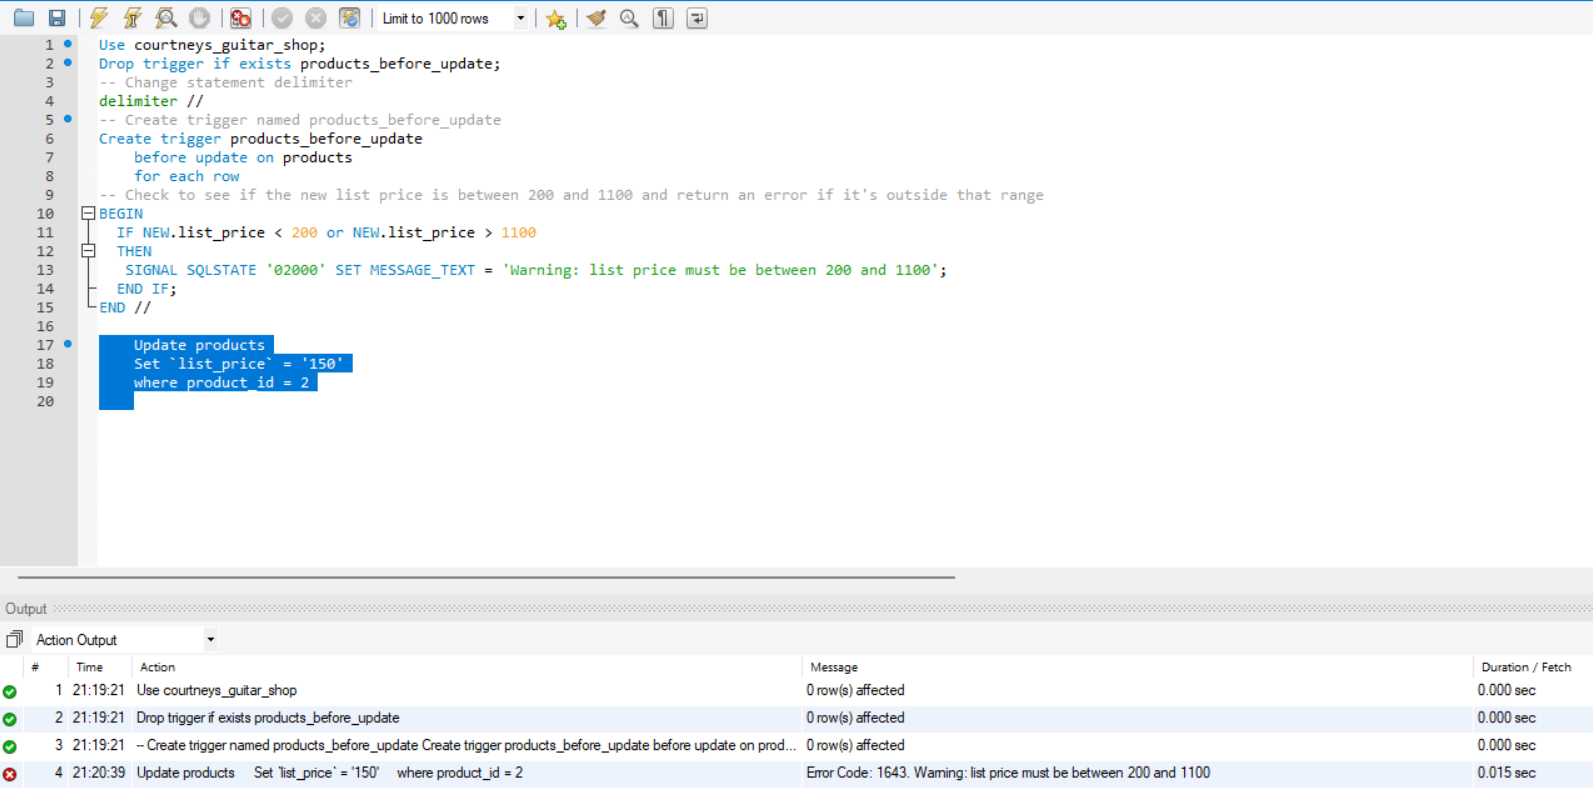 Limit to 1000 rows
1 Use courtneys_guitar_shop;
2 Drop trigger if exists products_before_update;
3 -- Change statement delimiter
4 delimiter //
5 -- Create trigger named products_before_update
6 Create trigger products_before_update
7 before update on products
8 for each row
9 -- Check to see if the new list price is between 200 and 1100 and return an error if it's outside that range
10 BEGIN
11 IF NEW.list_price < 200 or NEW.list_price > 1100
12 THEN
13 SIGNAL SQLSTATE '02000' SET MESSAGE_TEXT = 'Warning: list price must be between 200 and 1100';
14 END IF;
15 END //
16
17 Update products
18 Set `list_price` = '150'
19 where product_id = 2
20
Output
Action Output
# Time Action Message Duration / Fetch
1 21:19:21 Use courtneys_guitar_shop 0 row(s) affected 0.000 sec
2 21:19:21 Drop trigger if exists products_before_update 0 row(s) affected 0.000 sec
3 21:19:21 -- Create trigger named products_before_update Create trigger products_before_update before update on prod... 0 row(s) affected 0.000 sec
4 21:20:39 Update products Set `list_price` = '150' where product_id = 2 Error Code: 1643. Warning: list price must be between 200 and 1100 0.015 sec